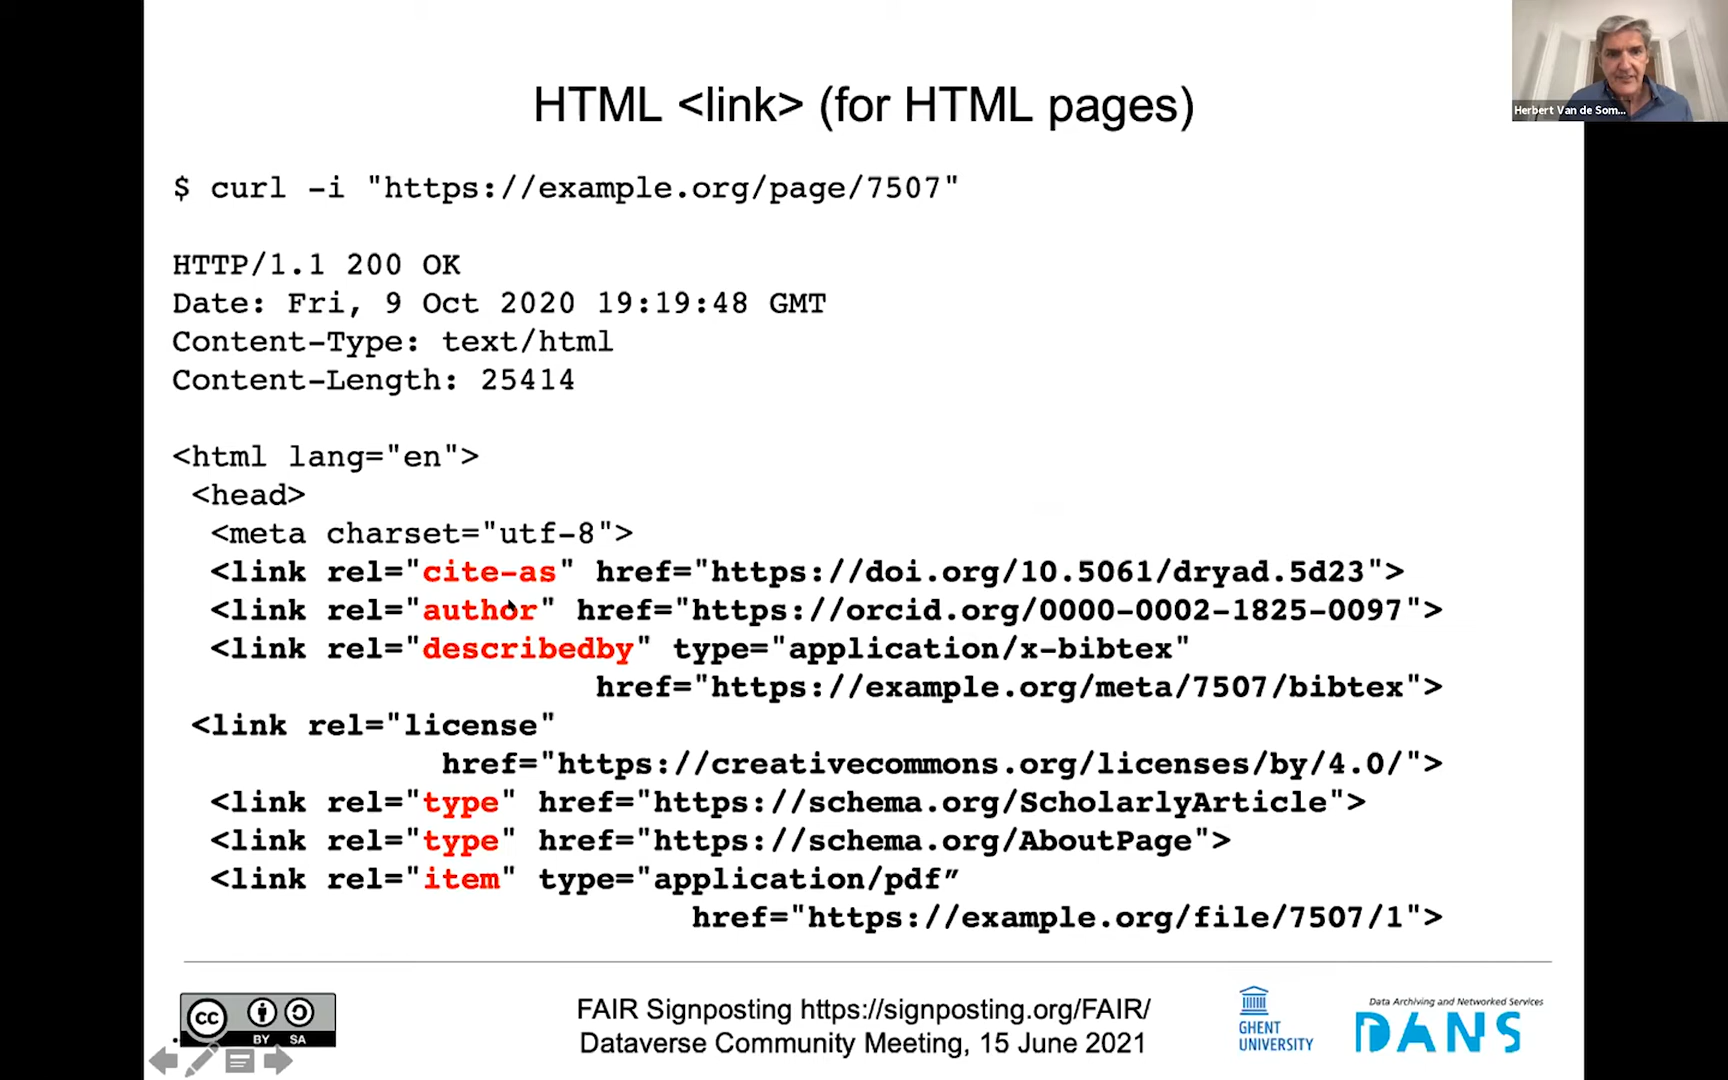 Herbert Van de Som...
HTML <link> (for HTML pages)
$ curl -i "https://example.org/page/7507"
HTTP/1.1 200 OK
Date: Fri, 9 Oct 2020 19:19:48 GMT
Content-Type: text/html
Content-Length: 25414
<html lang="en">
<head>
<meta charset="utf-8">
<link rel="cite-as" href="https://doi.org/10.5061/dryad.5d23">
<link rel="author" href="https://orcid.org/0000-0002-1825-0097">
<link rel="describedby" type="application/x-bibtex"
href="https://example.org/meta/7507/bibtex">
<link rel="license"
href="https://creativecommons.org/licenses/by/4.0/">
<link rel="type" href="https://schema.org/ScholarlyArticle">
<link rel="type" href="https://schema.org/AboutPage">
<link rel="item" type="application/pdf”
href="https://example.org/file/7507/1">
cc BY SA
FAIR Signposting https://signposting.org/FAIR/
Dataverse Community Meeting, 15 June 2021
GHENT
UNIVERSITY
Data Archiving and Networked Services
DANS